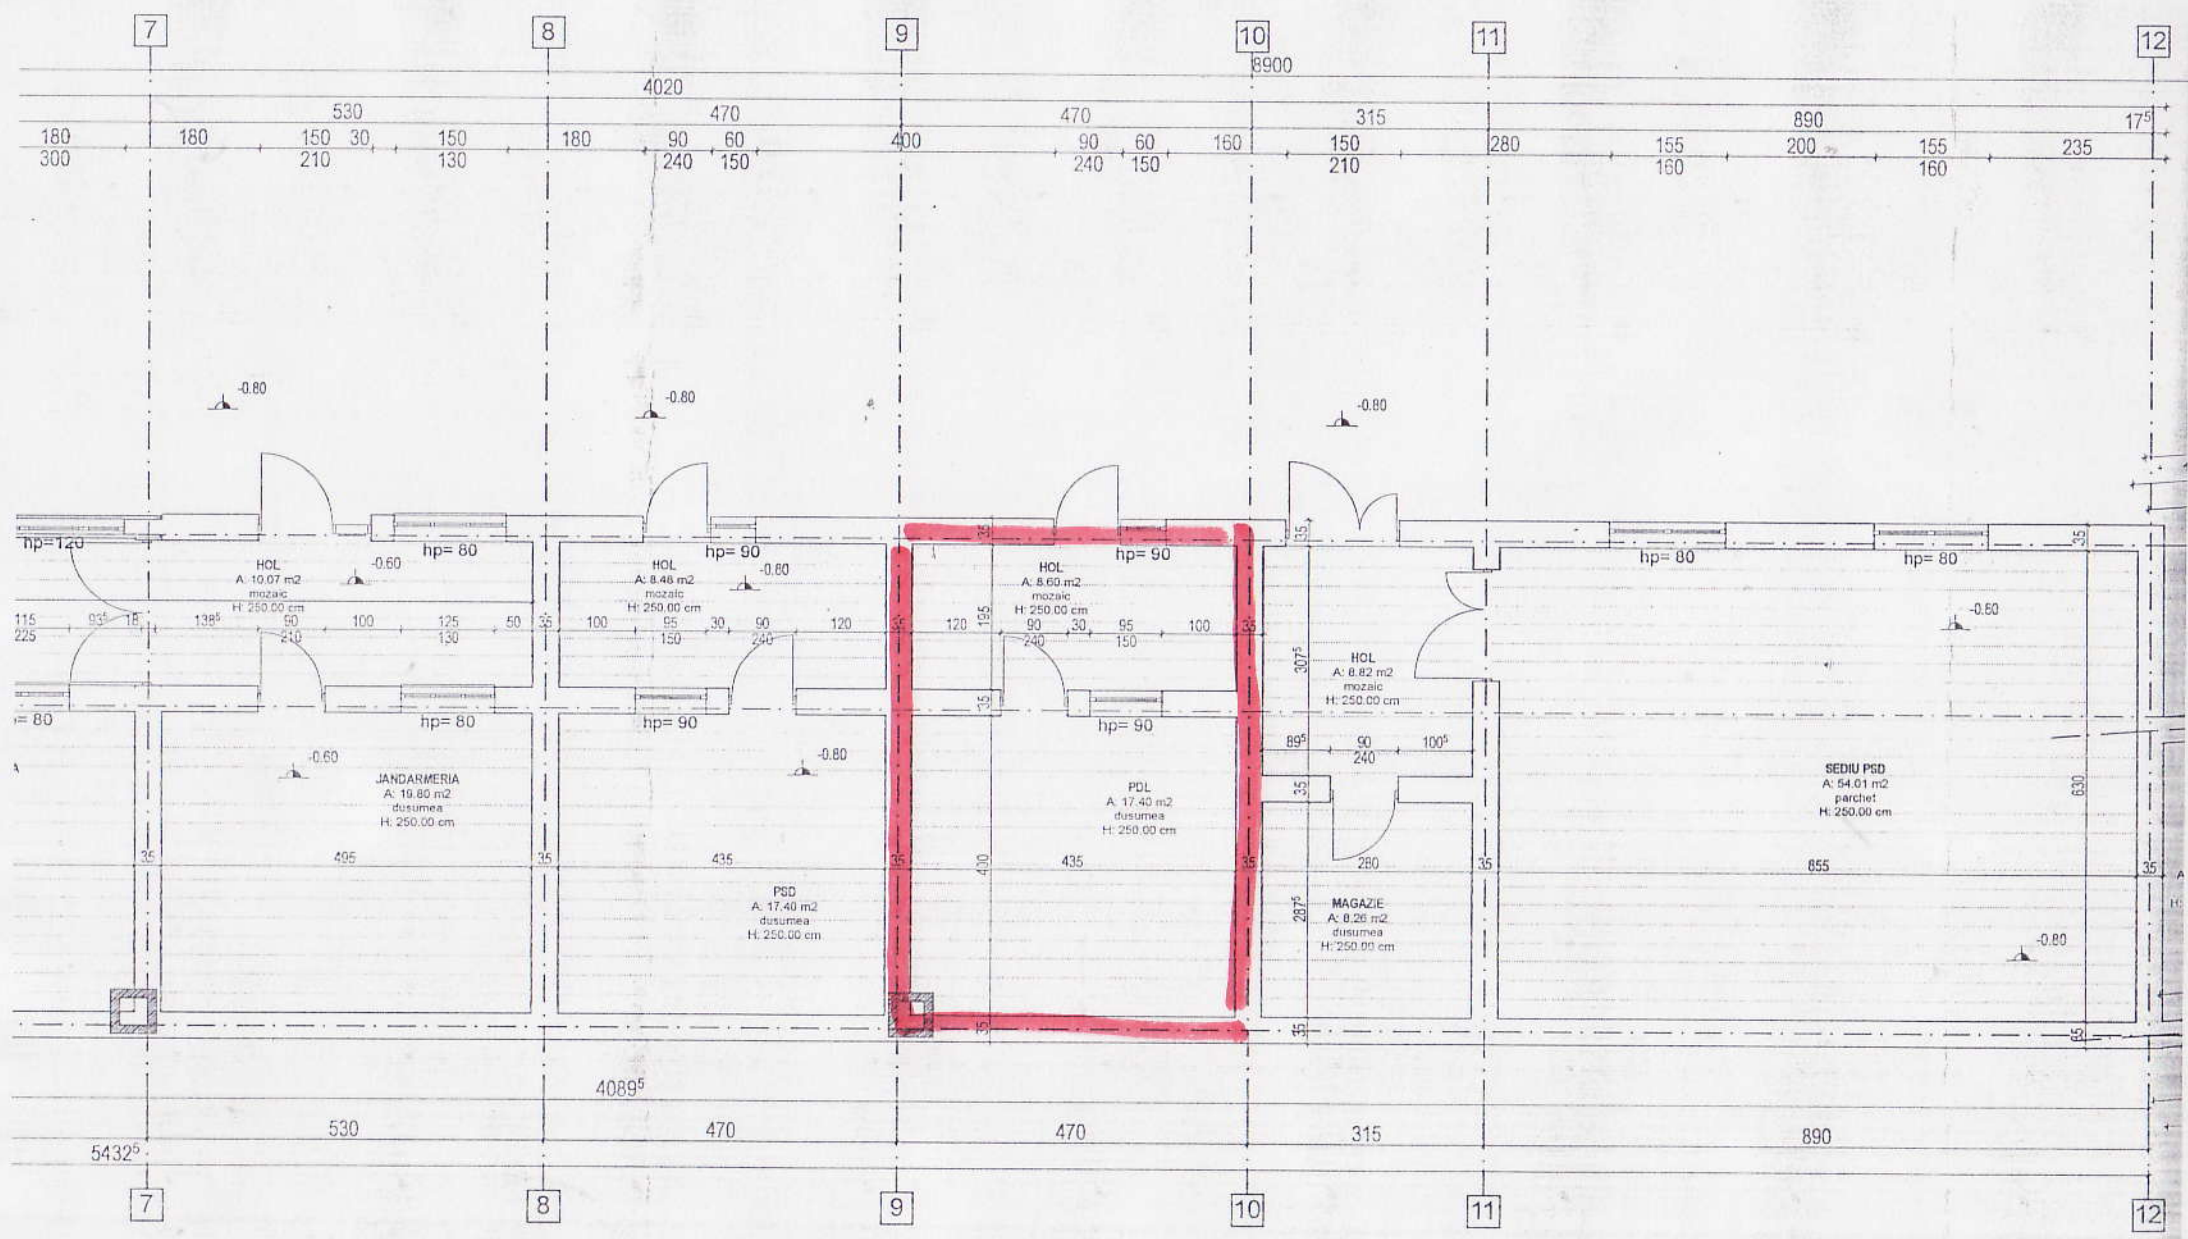 7 8 9 10 11 12
8900
4020
530 470 470 315 890 17⁵
180 180 150 30 150 180 90 60 400 90 60 160 150 280 155 200 155 235
300 210 130 240 150 240 150 210 160 160
-0.80 -0.80 -0.80
hp=120 hp= 80 hp= 90 hp= 90 hp= 80 hp= 80
35 35 35
HOL
A: 10.07 m2
mozaic
H: 250.00 cm
-0.60
HOL
A: 8.48 m2
mozaic
H: 250.00 cm
-0.80
HOL
A: 8.60 m2
mozaic
H: 250.00 cm
195
-0.60
115 93⁵ 18 138⁵ 90 100 125 50 35 100 95 30 90 120 35 120 90 30 95 100 35
225 210 130 150 240 240 150
HOL
A: 8.82 m2
mozaic
H: 250.00 cm
307⁵
= 80 hp= 80 hp= 90 35 hp= 90
89⁵ 90 100⁵
240
-0.60 -0.80
A
JANDARMERIA
A: 19.80 m2
dusumea
H: 250.00 cm
PDL
A: 17.40 m2
dusumea
H: 250.00 cm
35
SEDIU PSD
A: 54.01 m2
parchet
H: 250.00 cm
630
35 495 35 435 35 400 435 35 280 35 855 35
PSD
A: 17.40 m2
dusumea
H: 250.00 cm
287⁵
MAGAZIE
A: 8.26 m2
dusumea
H: 250.00 cm
A
H:
-0.80
35 35 35
4089⁵
530 470 470 315 890
5432⁵
7 8 9 10 11 12